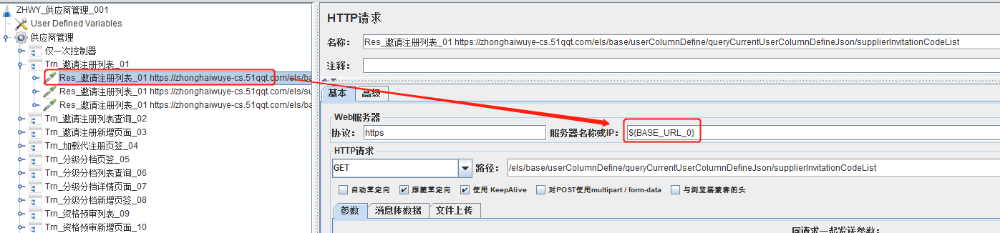 ZHWY_供应商管理_001
User Defined Variables
供应商管理
仅一次控制器
Trn_邀请注册列表_01
Res_邀请注册列表_01 https://zhonghaiwuye-cs.51qqt.com/els/ba
Res_邀请注册列表_01 https://zhonghaiwuye-cs.51qqt.com/els/su
Res_邀请注册列表_01 https://zhonghaiwuye-cs.51qqt.com/els/ba
Trn_邀请注册列表查询_02
Trn_邀请注册新增页面_03
Trn_加载代注册页签_04
Trn_分级分档页签_05
Trn_分级分档列表查询_06
Trn_分级分档详情页面_07
Trn_分级分档新增页签_08
Trn_资格预审列表_09
Trn_资格预审新增页面_10
HTTP请求
名称: Res_邀请注册列表_01 https://zhonghaiwuye-cs.51qqt.com/els/base/userColumnDefine/queryCurrentUserColumnDefineJson/supplierInvitationCodeList
注释:
基本 高级
Web服务器
协议: https 服务器名称或IP: ${BASE_URL_0}
HTTP请求
GET 路径: /els/base/userColumnDefine/queryCurrentUserColumnDefineJson/supplierInvitationCodeList
自动重定向 跟随重定向 使用 KeepAlive 对POST使用multipart / form-data 与浏览器兼容的头
参数 消息体数据 文件上传
同请求一起发送参数: